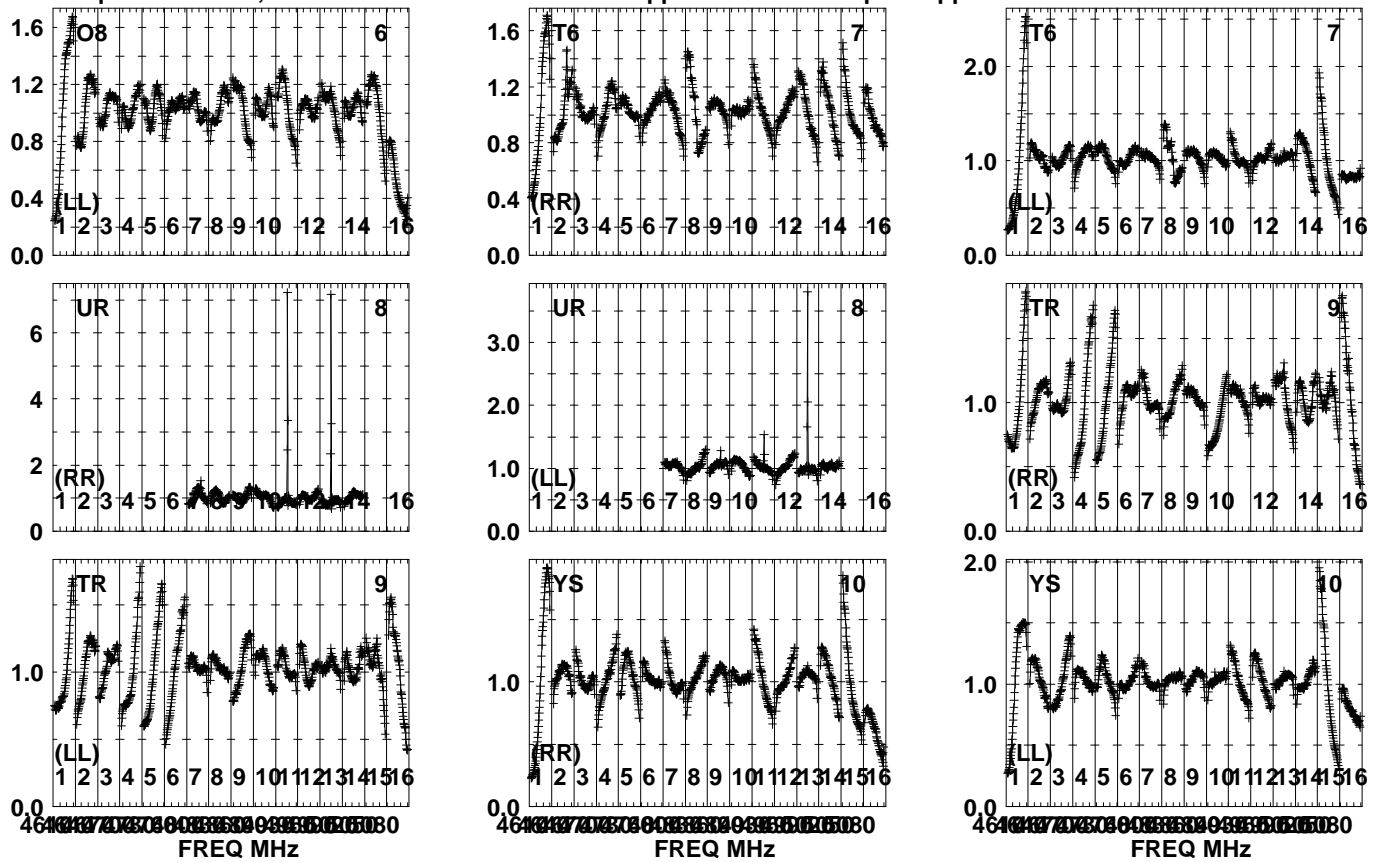 1.6 O8 6
1.2
0.8
0.4 (LL)
1 2 3 4 5 6 7 8 9 10 12 14 16
0.0
1.6 T6 7
1.2
0.8
0.4 (RR)
1 2 3 4 5 6 7 8 9 10 12 14 16
0.0
T6 7
2.0
1.0
(LL)
1 2 3 4 5 6 7 8 9 10 12 14 16
0.0
UR 8
6
4
2 (RR)
1 2 3 4 5 6 7 8 9 10 12 14 16
0
UR 8
3.0
2.0
1.0 (LL)
1 2 3 4 5 6 7 8 9 10 12 14 16
0.0
TR 9
1.0
(RR)
1 2 3 4 5 6 7 8 9 10 12 14 16
0.0
TR 9
1.0
(LL)
1 2 3 4 5 6 7 8 9 10 11 12 13 14 15 16
0.0
FREQ MHz
YS 10
1.0
(RR)
1 2 3 4 5 6 7 8 9 10 11 12 13 14 15 16
0.0
FREQ MHz
2.0 YS 10
1.0
(LL)
1 2 3 4 5 6 7 8 9 10 11 12 13 14 15 16
0.0
FREQ MHz